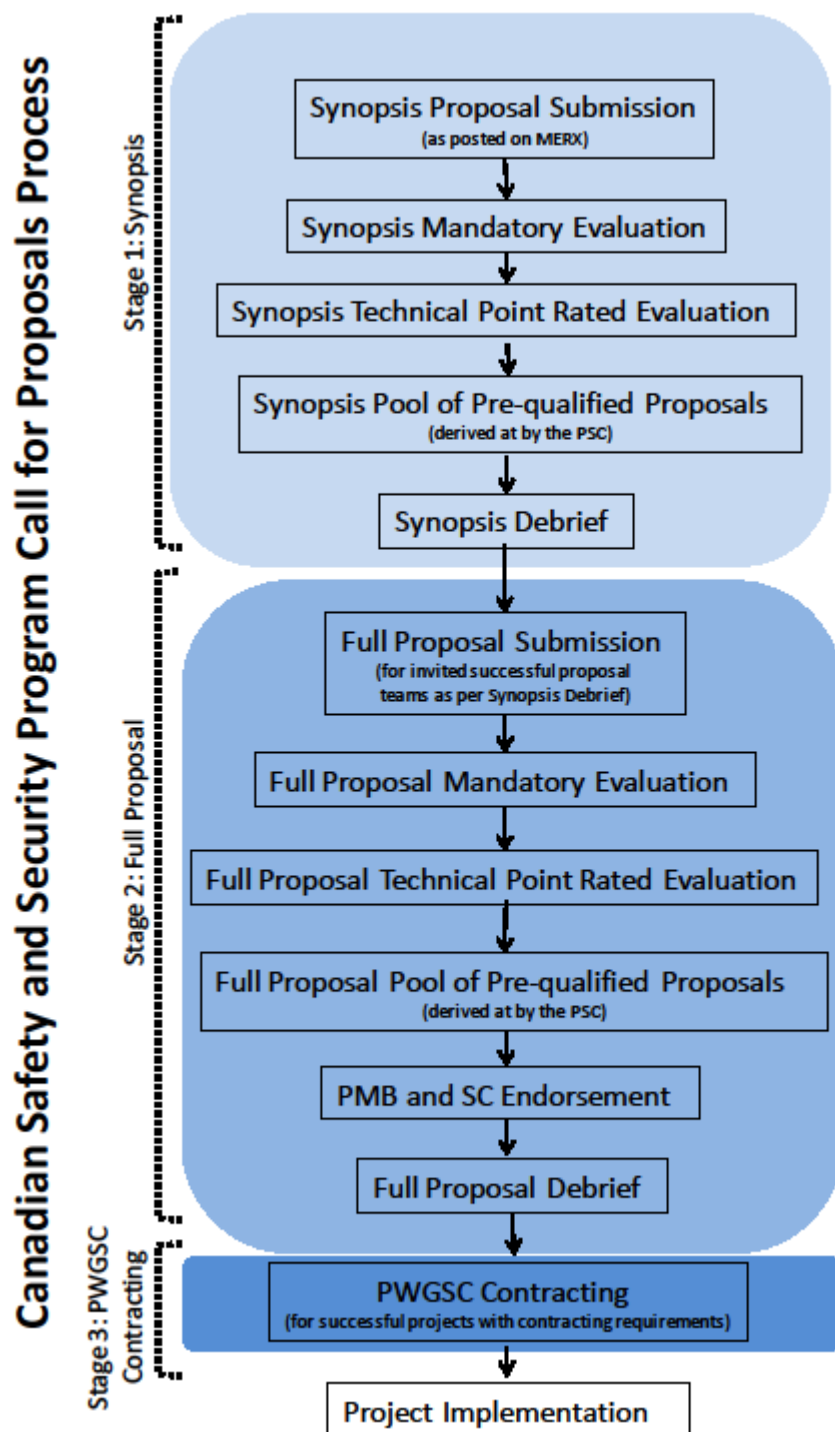 Canadian Safety and Security Program Call for Proposals Process
Stage 1: Synopsis
Synopsis Proposal Submission
(as posted on MERX)
Synopsis Mandatory Evaluation
Synopsis Technical Point Rated Evaluation
Synopsis Pool of Pre-qualified Proposals
(derived at by the PSC)
Synopsis Debrief
Stage 2: Full Proposal
Full Proposal Submission
(for invited successful proposal
teams as per Synopsis Debrief)
Full Proposal Mandatory Evaluation
Full Proposal Technical Point Rated Evaluation
Full Proposal Pool of Pre-qualified Proposals
(derived at by the PSC)
PMB and SC Endorsement
Full Proposal Debrief
Stage 3: PWGSC
Contracting
PWGSC Contracting
(for successful projects with contracting requirements)
Project Implementation